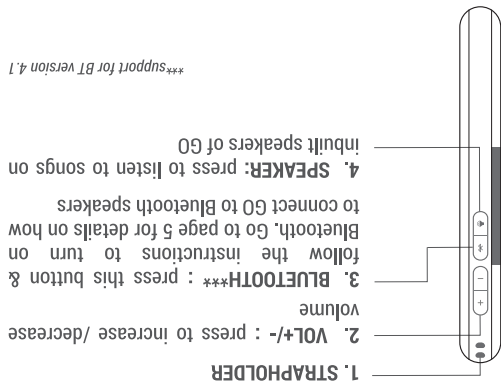 1. STRAPHOLDER
2. VOL+/- : press to increase /decrease
volume
3. BLUETOOTH*** : press this button &
follow the instructions to turn on
Bluetooth. Go to page 5 for details on how
to connect GO to Bluetooth speakers
4. SPEAKER: press to listen to songs on
inbuilt speakers of GO
***support for BT version 4.1